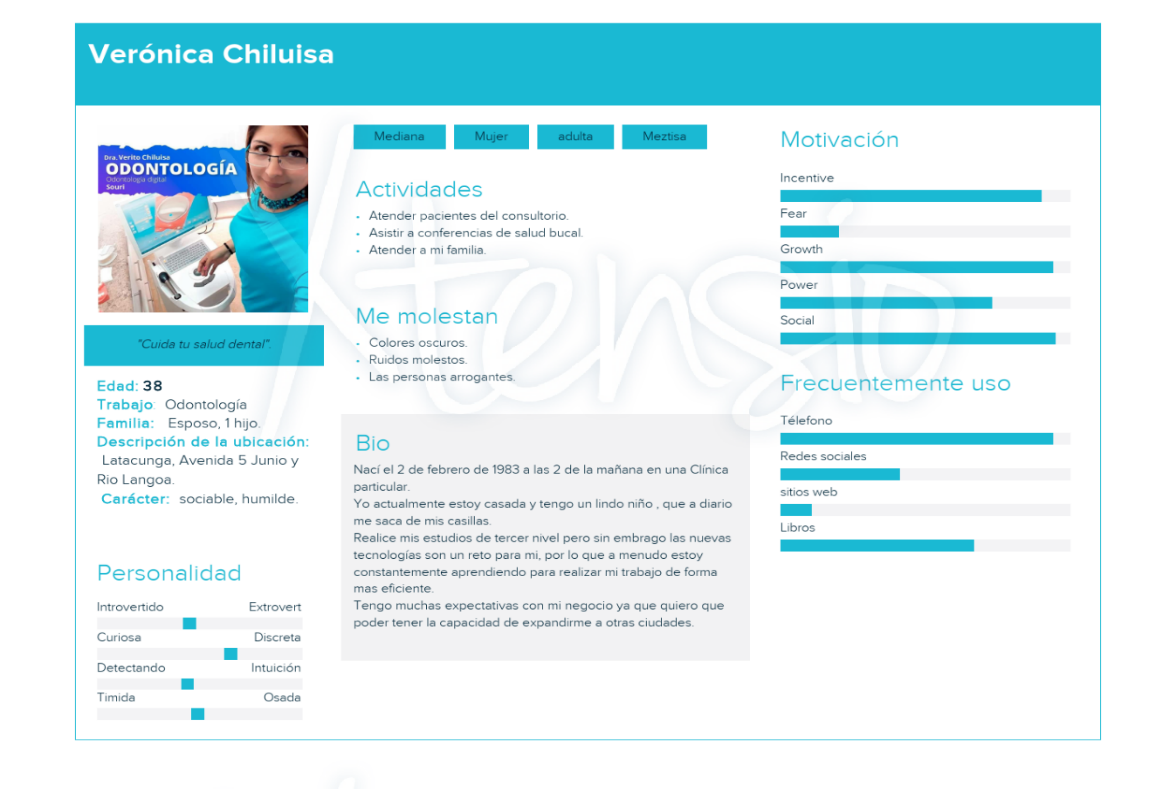 Verónica Chiluisa
Dra. Verito Chiluisa
ODONTOLOGÍA
Odontología digital
Souri
"Cuida tu salud dental".
Edad: 38
Trabajo: Odontología
Familia: Esposo, 1 hijo.
Descripción de la ubicación:
Latacunga, Avenida 5 Junio y
Rio Langoa.
Carácter: sociable, humilde.
Personalidad
Introvertido Extrovert
Curiosa Discreta
Detectando Intuición
Timida Osada
Mediana Mujer adulta Meztisa
Actividades
• Atender pacientes del consultorio.
• Asistir a conferencias de salud bucal.
• Atender a mi familia.
Me molestan
• Colores oscuros.
• Ruidos molestos.
• Las personas arrogantes.
Bio
Nací el 2 de febrero de 1983 a las 2 de la mañana en una Clínica
particular.
Yo actualmente estoy casada y tengo un lindo niño , que a diario
me saca de mis casillas.
Realice mis estudios de tercer nivel pero sin embrago las nuevas
tecnologías son un reto para mi, por lo que a menudo estoy
constantemente aprendiendo para realizar mi trabajo de forma
mas eficiente.
Tengo muchas expectativas con mi negocio ya que quiero que
poder tener la capacidad de expandirme a otras ciudades.
Motivación
Incentive
Fear
Growth
Power
Social
Frecuentemente uso
Télefono
Redes sociales
sitios web
Libros
Xtensio